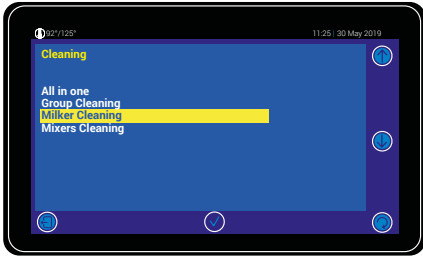 92°/125°
11:25 | 30 May 2019
Cleaning
All in one
Group Cleaning
Milker Cleaning
Mixers Cleaning